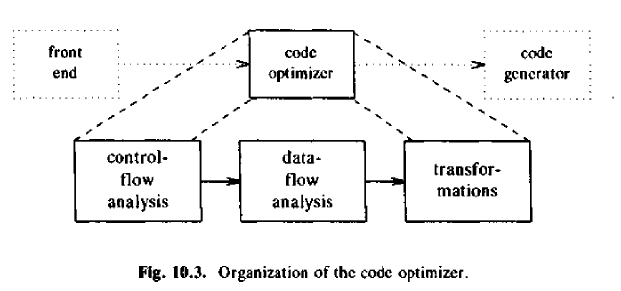 front
end
code
optimizer
code
generator
control-
flow
analysis
data-
flow
analysis
transfor-
mations
Fig. 10.3. Organization of the code optimizer.